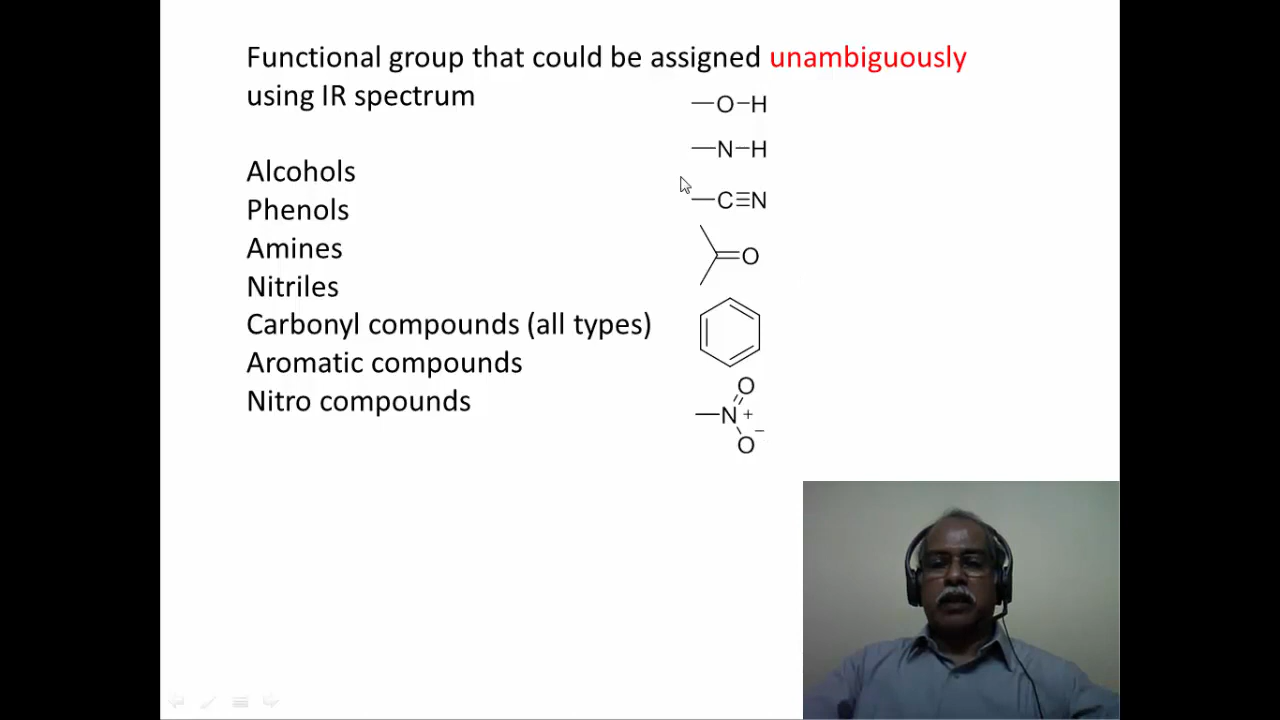 Functional group that could be assigned unambiguously
using IR spectrum
—O—H
—N—H
Alcohols
—C≡N
Phenols
Amines
=O
Nitriles
Carbonyl compounds (all types)
Aromatic compounds
O
Nitro compounds
—N+
O−